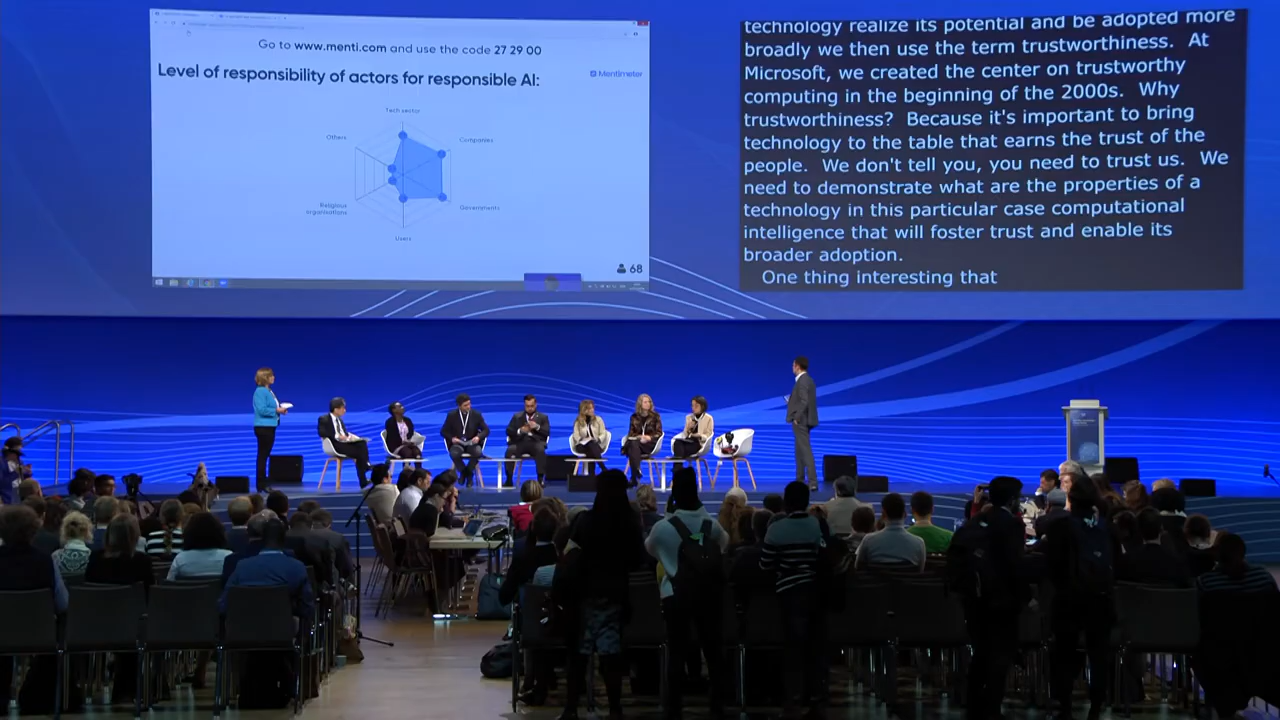 Go to www.menti.com and use the code 27 29 00
Level of responsibility of actors for responsible AI:
Mentimeter
Tech sector
Others
Companies
Religious
organisations
Governments
Users
68
technology realize its potential and be adopted more
broadly we then use the term trustworthiness.  At
Microsoft, we created the center on trustworthy
computing in the beginning of the 2000s.  Why
trustworthiness?  Because it's important to bring
technology to the table that earns the trust of the
people.  We don't tell you, you need to trust us.  We
need to demonstrate what are the properties of a
technology in this particular case computational
intelligence that will foster trust and enable its
broader adoption.
One thing interesting that